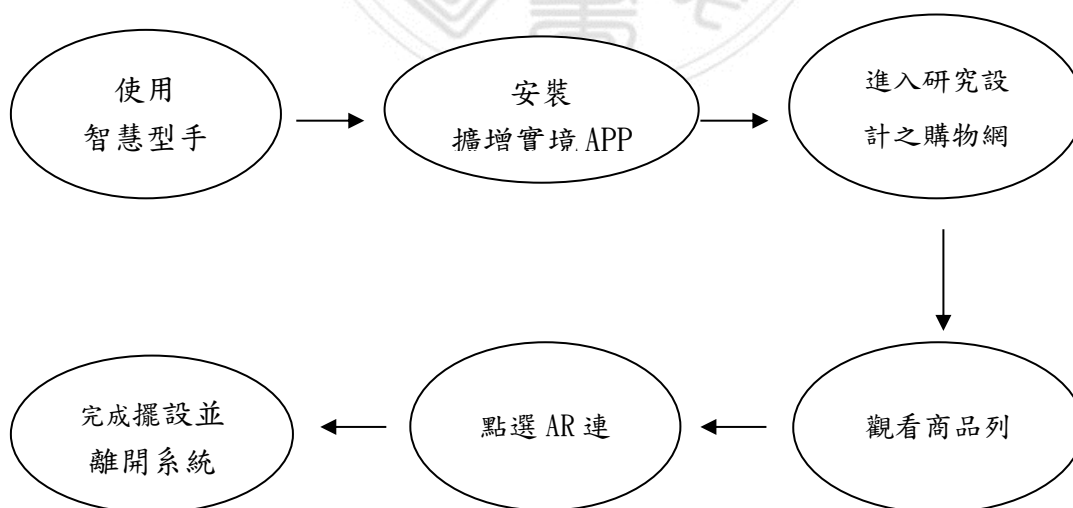 使用
智慧型手
安裝
擴增實境 APP
進入研究設
計之購物網
觀看商品列
點選 AR 連
完成擺設並
離開系統